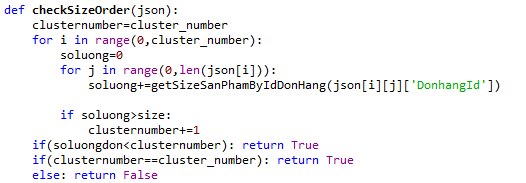 def checkSizeOrder(json):
    clusternumber=cluster_number
    for i in range(0,cluster_number):
        soluong=0
        for j in range(0,len(json[i])):
            soluong+=getSizeSanPhamByIdDonHang(json[i][j]['DonhangId'])

        if soluong>size:
            clusternumber+=1
    if(soluongdon<clusternumber): return True
    if(clusternumber==cluster_number): return True
    else: return False